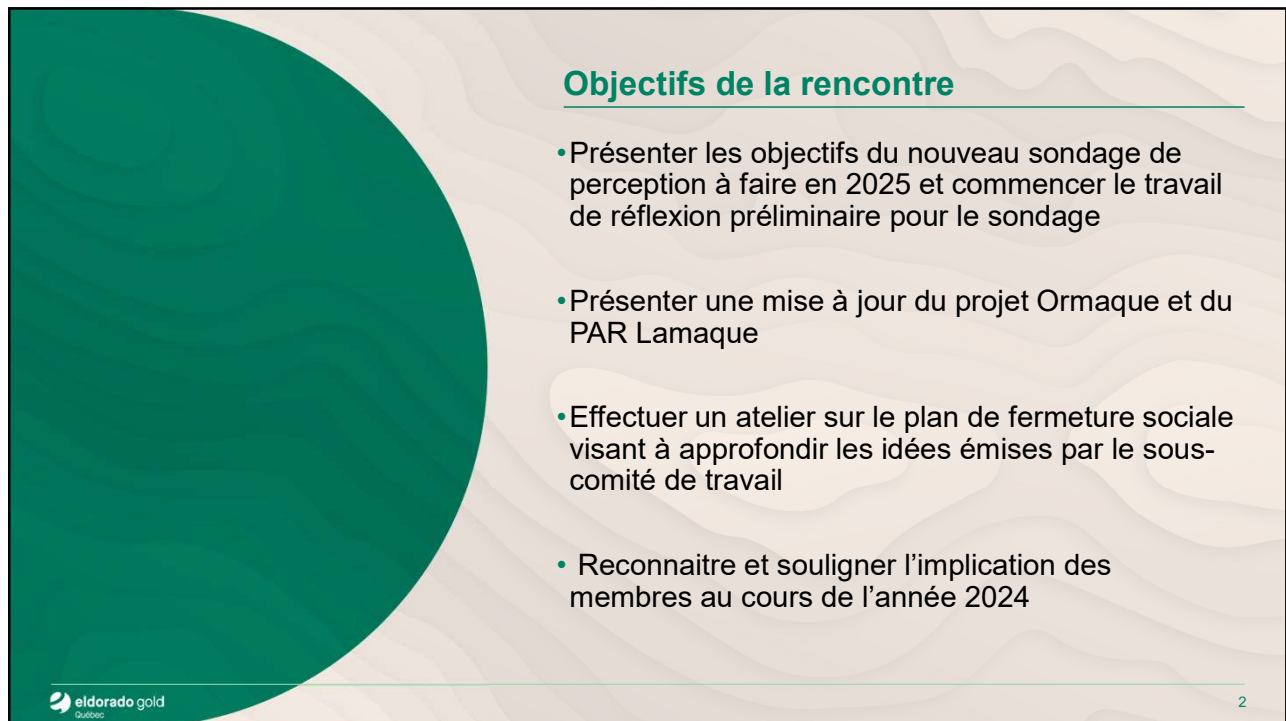 Objectifs de la rencontre
•Présenter les objectifs du nouveau sondage de
perception à faire en 2025 et commencer le travail
de réflexion préliminaire pour le sondage
•Présenter une mise à jour du projet Ormaque et du
PAR Lamaque
•Effectuer un atelier sur le plan de fermeture sociale
visant à approfondir les idées émises par le sous-
comité de travail
• Reconnaitre et souligner l’implication des
membres au cours de l’année 2024
eldorado gold
Québec
2